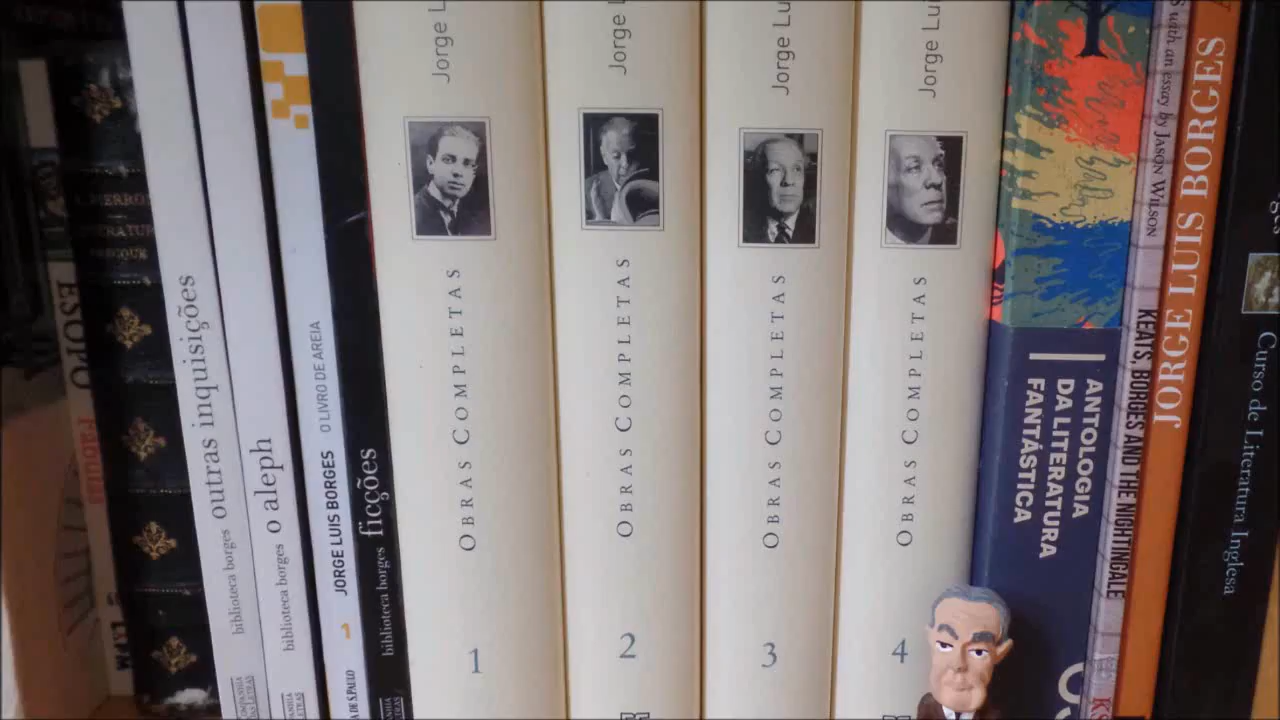 ESOPO
FÁBULAS
outras inquisições
biblioteca borges
o aleph
biblioteca borges
O LIVRO DE AREIA
JORGE LUIS BORGES
ficções
biblioteca borges
Jorge L
OBRAS COMPLETAS
1
Jorge
OBRAS COMPLETAS
2
Jorge Lu
OBRAS COMPLETAS
3
Jorge Lui
OBRAS COMPLETAS
4
ANTOLOGIA
DA LITERATURA
FANTÁSTICA
S with an essay by JASON WILSON
KEATS, BORGES AND THE NIGHTINGALE
JORGE LUIS BORGES
Curso de Literatura Inglesa